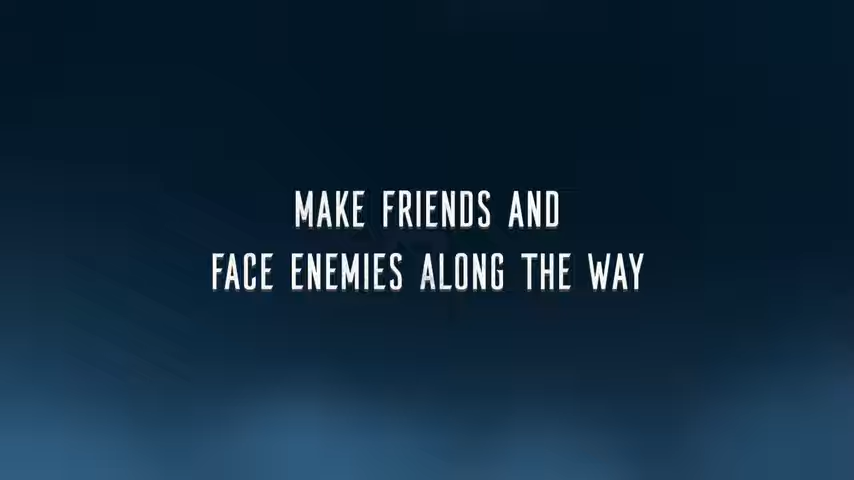 MAKE FRIENDS AND
FACE ENEMIES ALONG THE WAY